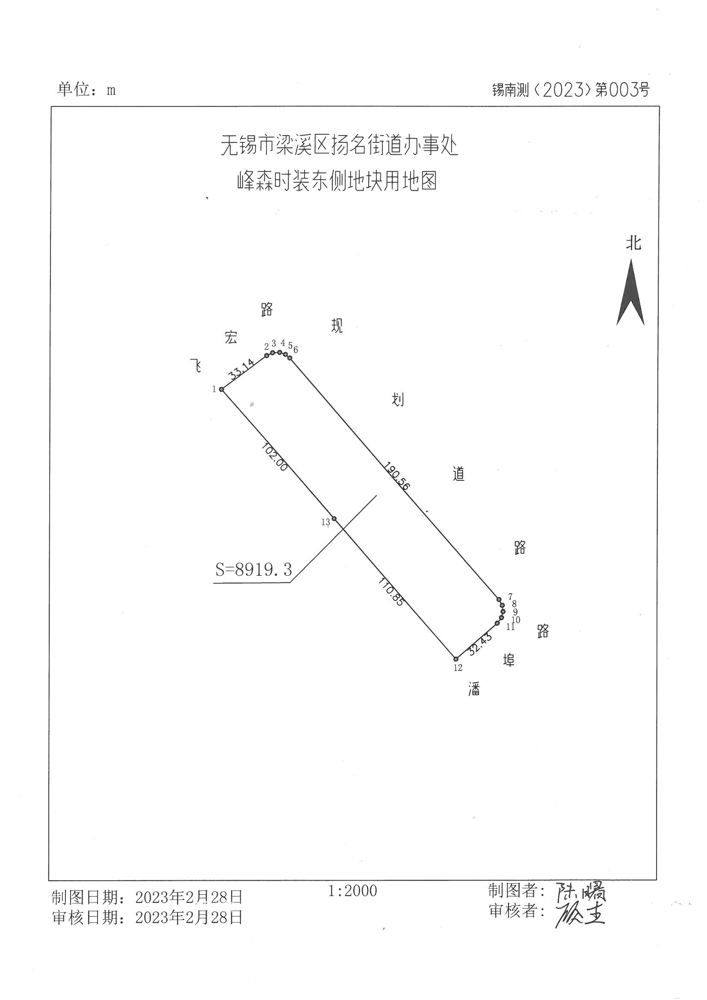 单位：m
锡南测〈2023〉第003号
无锡市梁溪区扬名街道办事处
峰森时装东侧地块用地图
北
飞宏路
规划道路
2
3
4
5
6
33.14
1
102.00
190.56
13
S=8919.3
110.85
7
8
9
10
11
32.43
12
潘埠路
制图日期：2023年2月28日
1:2000
制图者：
审核日期：2023年2月28日
审核者：